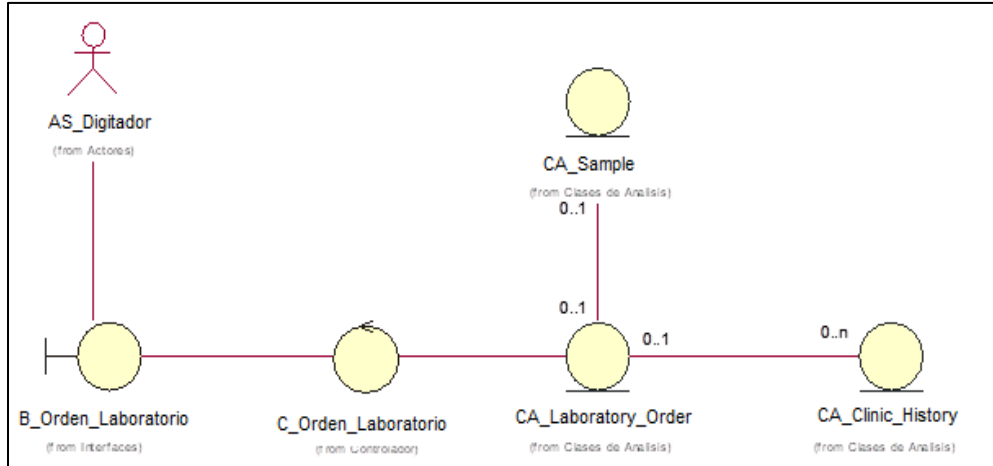 AS_Digitador
(from Actores)
CA_Sample
(from Clases de Analisis)
0..1
0..1
0..1
0..n
B_Orden_Laboratorio
(from Interfaces)
C_Orden_Laboratorio
(from Controlador)
CA_Laboratory_Order
(from Clases de Analisis)
CA_Clinic_History
(from Clases de Analisis)